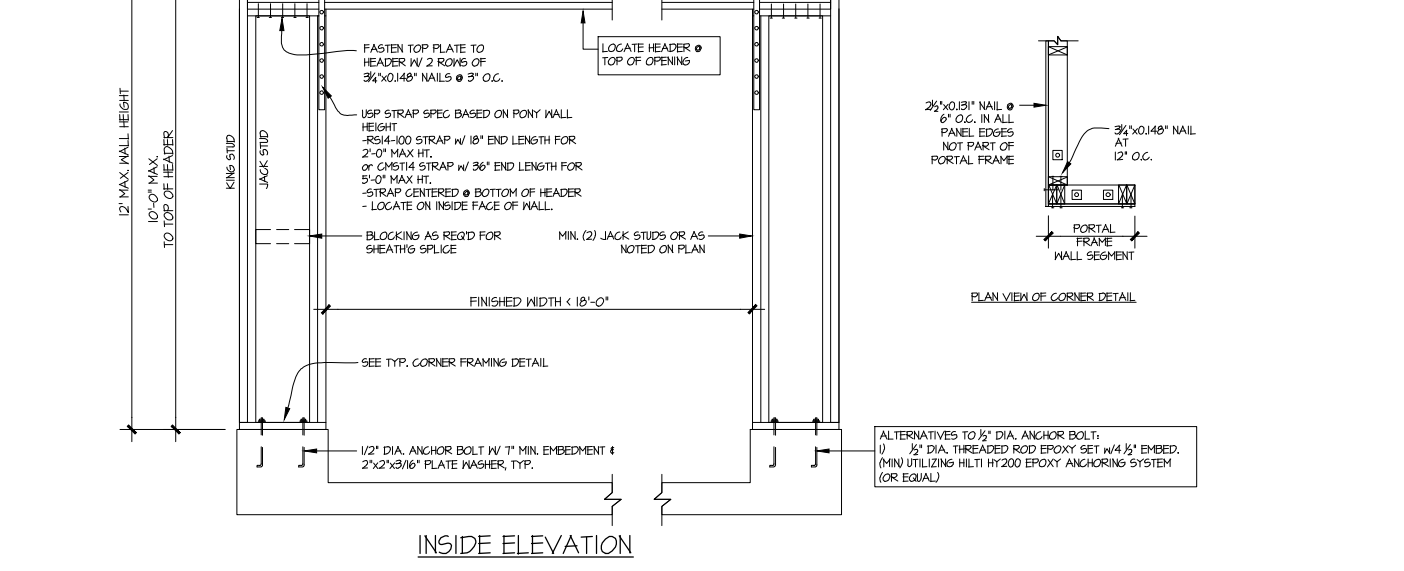 FASTEN TOP PLATE TO
HEADER W/ 2 ROWS OF
3¼"x0.148" NAILS @ 3" O.C.
LOCATE HEADER @
TOP OF OPENING
USP STRAP SPEC BASED ON PONY WALL
HEIGHT
-RS14-100 STRAP w/ 18" END LENGTH FOR
2'-0" MAX HT.
or CMST14 STRAP w/ 36" END LENGTH FOR
5'-0" MAX HT.
-STRAP CENTERED @ BOTTOM OF HEADER
- LOCATE ON INSIDE FACE OF WALL.
12' MAX. WALL HEIGHT
10'-0" MAX.
TO TOP OF HEADER
KING STUD
JACK STUD
BLOCKING AS REQ'D FOR
SHEATH'G SPLICE
MIN. (2) JACK STUDS OR AS
NOTED ON PLAN
FINISHED WIDTH < 18'-0"
SEE TYP. CORNER FRAMING DETAIL
1/2" DIA. ANCHOR BOLT W/ 7" MIN. EMBEDMENT &
2"x2"x3/16" PLATE WASHER, TYP.
INSIDE ELEVATION
2½"x0.131" NAIL @
6" O.C. IN ALL
PANEL EDGES
NOT PART OF
PORTAL FRAME
3¼"x0.148" NAIL
AT
12" O.C.
PORTAL
FRAME
WALL SEGMENT
PLAN VIEW OF CORNER DETAIL
ALTERNATIVES TO ½" DIA. ANCHOR BOLT:
1) ½" DIA. THREADED ROD EPOXY SET w/4 ½" EMBED.
(MIN) UTILIZING HILTI HY200 EPOXY ANCHORING SYSTEM
(OR EQUAL)